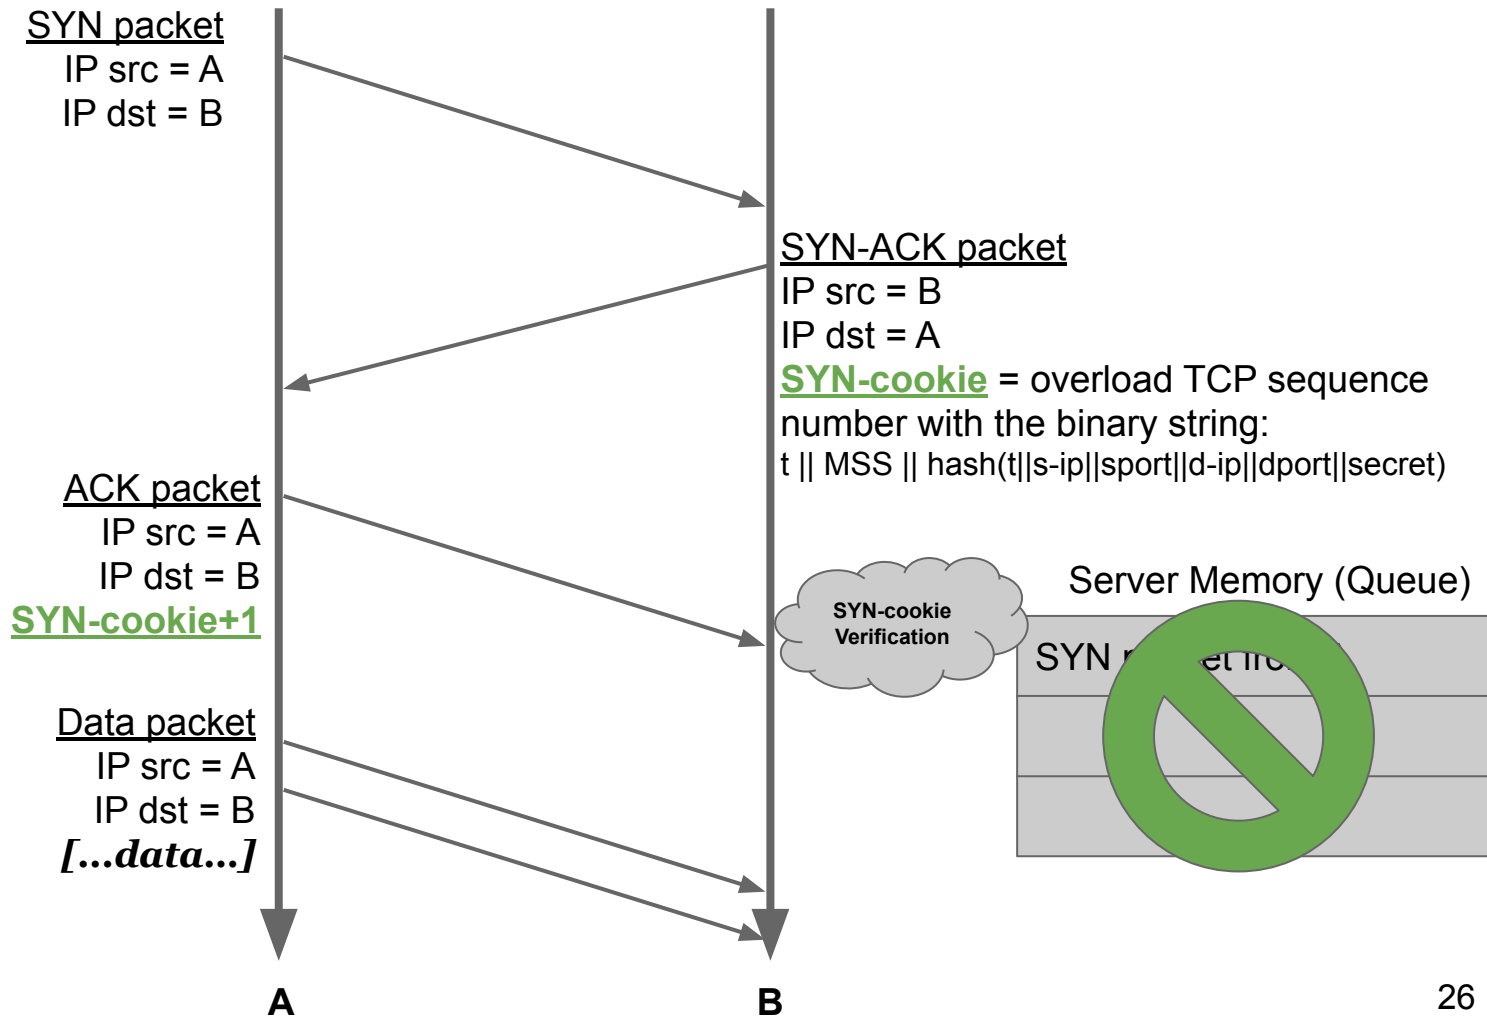 SYN packet
IP src = A
IP dst = B
SYN-ACK packet
IP src = B
IP dst = A
SYN-cookie = overload TCP sequence
number with the binary string:
t || MSS || hash(t||s-ip||sport||d-ip||dport||secret)
ACK packet
IP src = A
IP dst = B
SYN-cookie+1
SYN-cookie
Verification
Server Memory (Queue)
SYN
Data packet
IP src = A
IP dst = B
[...data...]
A
B
26